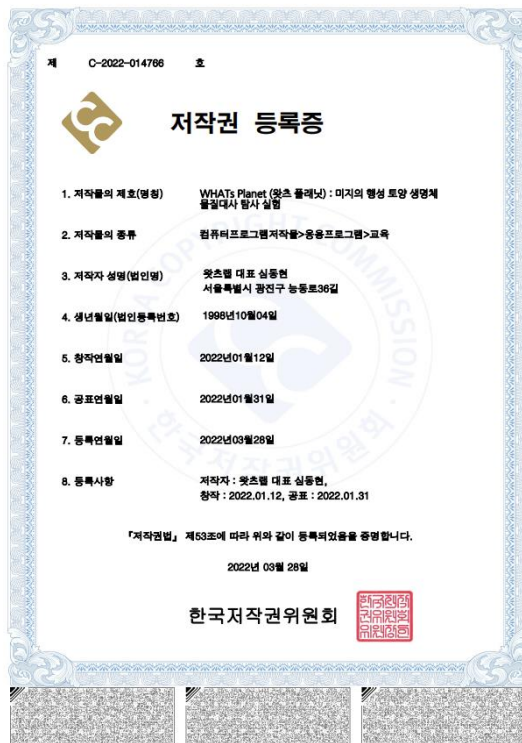 제 C-2022-014766 호
저작권 등록증
1. 저작물의 제호(명칭) WHATs Planet (왓츠 플래닛) : 미지의 행성 토양 생명체
물질대사 탐사 실험
2. 저작물의 종류 컴퓨터프로그램저작물>응용프로그램>교육
3. 저작자 성명(법인명) 왓츠랩 대표 심동현
서울특별시 광진구 능동로36길
4. 생년월일(법인등록번호) 1998년10월04일
5. 창작연월일 2022년01월12일
6. 공표연월일 2022년01월31일
7. 등록연월일 2022년03월28일
8. 등록사항 저작자 : 왓츠랩 대표 심동현,
창작 : 2022.01.12, 공표 : 2022.01.31
『저작권법』 제53조에 따라 위와 같이 등록되었음을 증명합니다.
2022년 03월 28일
한국저작권위원회
KOREA COPYRIGHT COMMISSION
한국저작권위원회